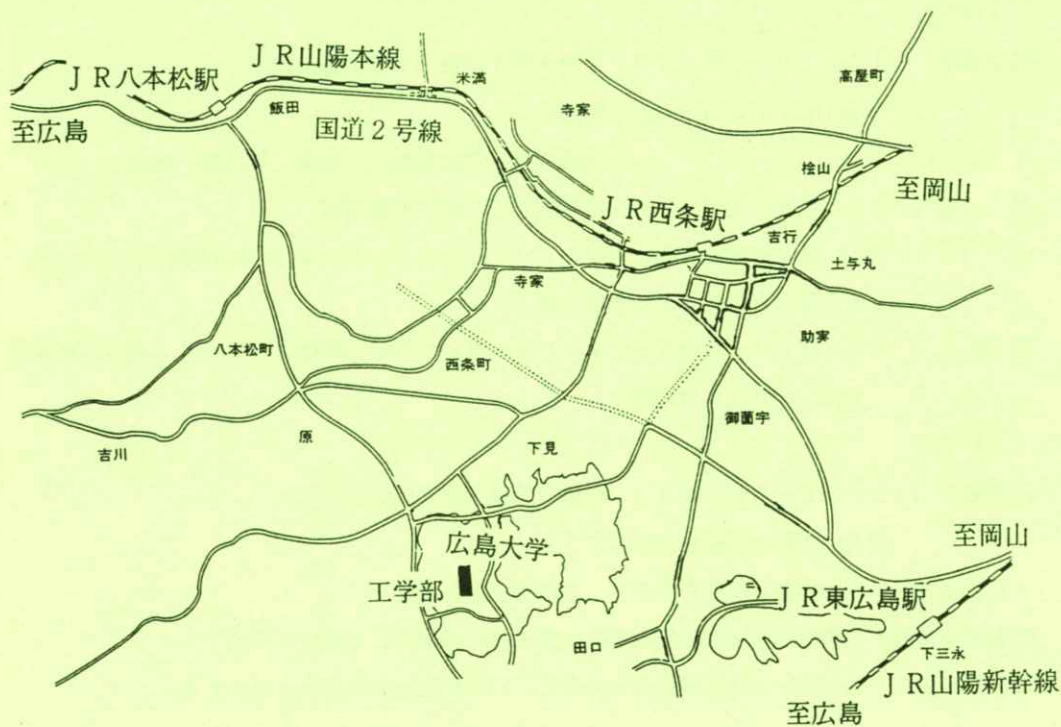 JR山陽本線
JR八本松駅
米満
高屋町
飯田
寺家
至広島
国道2号線
桧山
至岡山
JR西条駅
吉行
土与丸
寺家
助実
八本松町
西条町
御薗宇
原
下見
吉川
至岡山
広島大学
工学部
JR東広島駅
田口
下三永
JR山陽新幹線
至広島